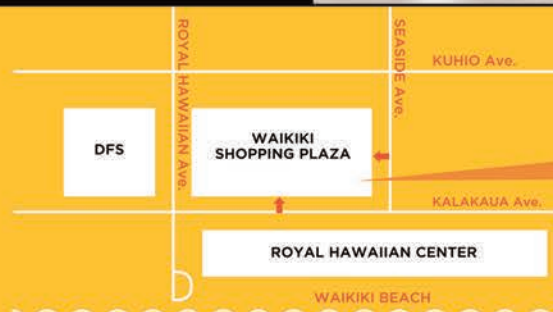 ROYAL HAWAIIAN Ave.
SEASIDE Ave.
KUHIO Ave.
DFS
WAIKIKI
SHOPPING PLAZA
KALAKAUA Ave.
ROYAL HAWAIIAN CENTER
WAIKIKI BEACH